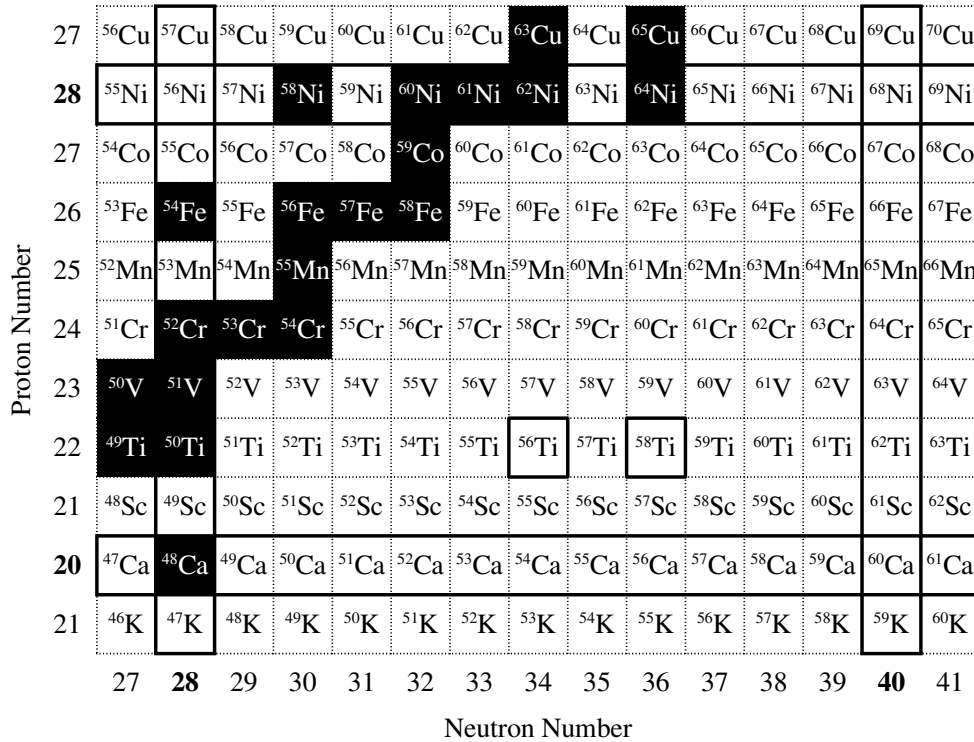 27 ⁵⁶Cu ⁵⁷Cu ⁵⁸Cu ⁵⁹Cu ⁶⁰Cu ⁶¹Cu ⁶²Cu ⁶³Cu ⁶⁴Cu ⁶⁵Cu ⁶⁶Cu ⁶⁷Cu ⁶⁸Cu ⁶⁹Cu ⁷⁰Cu
28 ⁵⁵Ni ⁵⁶Ni ⁵⁷Ni ⁵⁸Ni ⁵⁹Ni ⁶⁰Ni ⁶¹Ni ⁶²Ni ⁶³Ni ⁶⁴Ni ⁶⁵Ni ⁶⁶Ni ⁶⁷Ni ⁶⁸Ni ⁶⁹Ni
27 ⁵⁴Co ⁵⁵Co ⁵⁶Co ⁵⁷Co ⁵⁸Co ⁵⁹Co ⁶⁰Co ⁶¹Co ⁶²Co ⁶³Co ⁶⁴Co ⁶⁵Co ⁶⁶Co ⁶⁷Co ⁶⁸Co
26 ⁵³Fe ⁵⁴Fe ⁵⁵Fe ⁵⁶Fe ⁵⁷Fe ⁵⁸Fe ⁵⁹Fe ⁶⁰Fe ⁶¹Fe ⁶²Fe ⁶³Fe ⁶⁴Fe ⁶⁵Fe ⁶⁶Fe ⁶⁷Fe
25 ⁵²Mn ⁵³Mn ⁵⁴Mn ⁵⁵Mn ⁵⁶Mn ⁵⁷Mn ⁵⁸Mn ⁵⁹Mn ⁶⁰Mn ⁶¹Mn ⁶²Mn ⁶³Mn ⁶⁴Mn ⁶⁵Mn ⁶⁶Mn
24 ⁵¹Cr ⁵²Cr ⁵³Cr ⁵⁴Cr ⁵⁵Cr ⁵⁶Cr ⁵⁷Cr ⁵⁸Cr ⁵⁹Cr ⁶⁰Cr ⁶¹Cr ⁶²Cr ⁶³Cr ⁶⁴Cr ⁶⁵Cr
23 ⁵⁰V ⁵¹V ⁵²V ⁵³V ⁵⁴V ⁵⁵V ⁵⁶V ⁵⁷V ⁵⁸V ⁵⁹V ⁶⁰V ⁶¹V ⁶²V ⁶³V ⁶⁴V
22 ⁴⁹Ti ⁵⁰Ti ⁵¹Ti ⁵²Ti ⁵³Ti ⁵⁴Ti ⁵⁵Ti ⁵⁶Ti ⁵⁷Ti ⁵⁸Ti ⁵⁹Ti ⁶⁰Ti ⁶¹Ti ⁶²Ti ⁶³Ti
21 ⁴⁸Sc ⁴⁹Sc ⁵⁰Sc ⁵¹Sc ⁵²Sc ⁵³Sc ⁵⁴Sc ⁵⁵Sc ⁵⁶Sc ⁵⁷Sc ⁵⁸Sc ⁵⁹Sc ⁶⁰Sc ⁶¹Sc ⁶²Sc
20 ⁴⁷Ca ⁴⁸Ca ⁴⁹Ca ⁵⁰Ca ⁵¹Ca ⁵²Ca ⁵³Ca ⁵⁴Ca ⁵⁵Ca ⁵⁶Ca ⁵⁷Ca ⁵⁸Ca ⁵⁹Ca ⁶⁰Ca ⁶¹Ca
21 ⁴⁶K ⁴⁷K ⁴⁸K ⁴⁹K ⁵⁰K ⁵¹K ⁵²K ⁵³K ⁵⁴K ⁵⁵K ⁵⁶K ⁵⁷K ⁵⁸K ⁵⁹K ⁶⁰K
27 28 29 30 31 32 33 34 35 36 37 38 39 40 41
Neutron Number
Proton Number